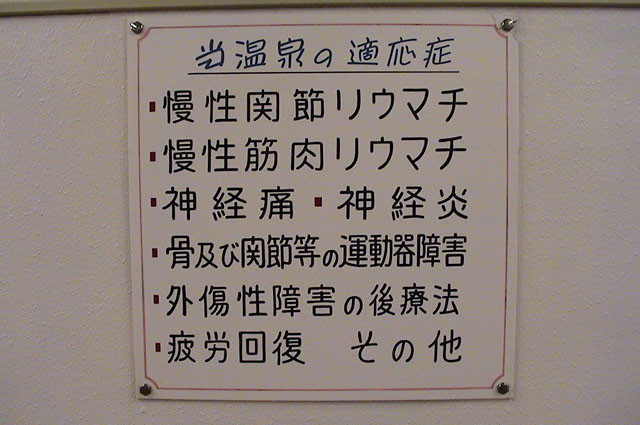 当温泉の適応症
・慢性関節リウマチ
・慢性筋肉リウマチ
・神経痛・神経炎
・骨及び関節等の運動器障害
・外傷性障害の後療法
・疲労回復　その他